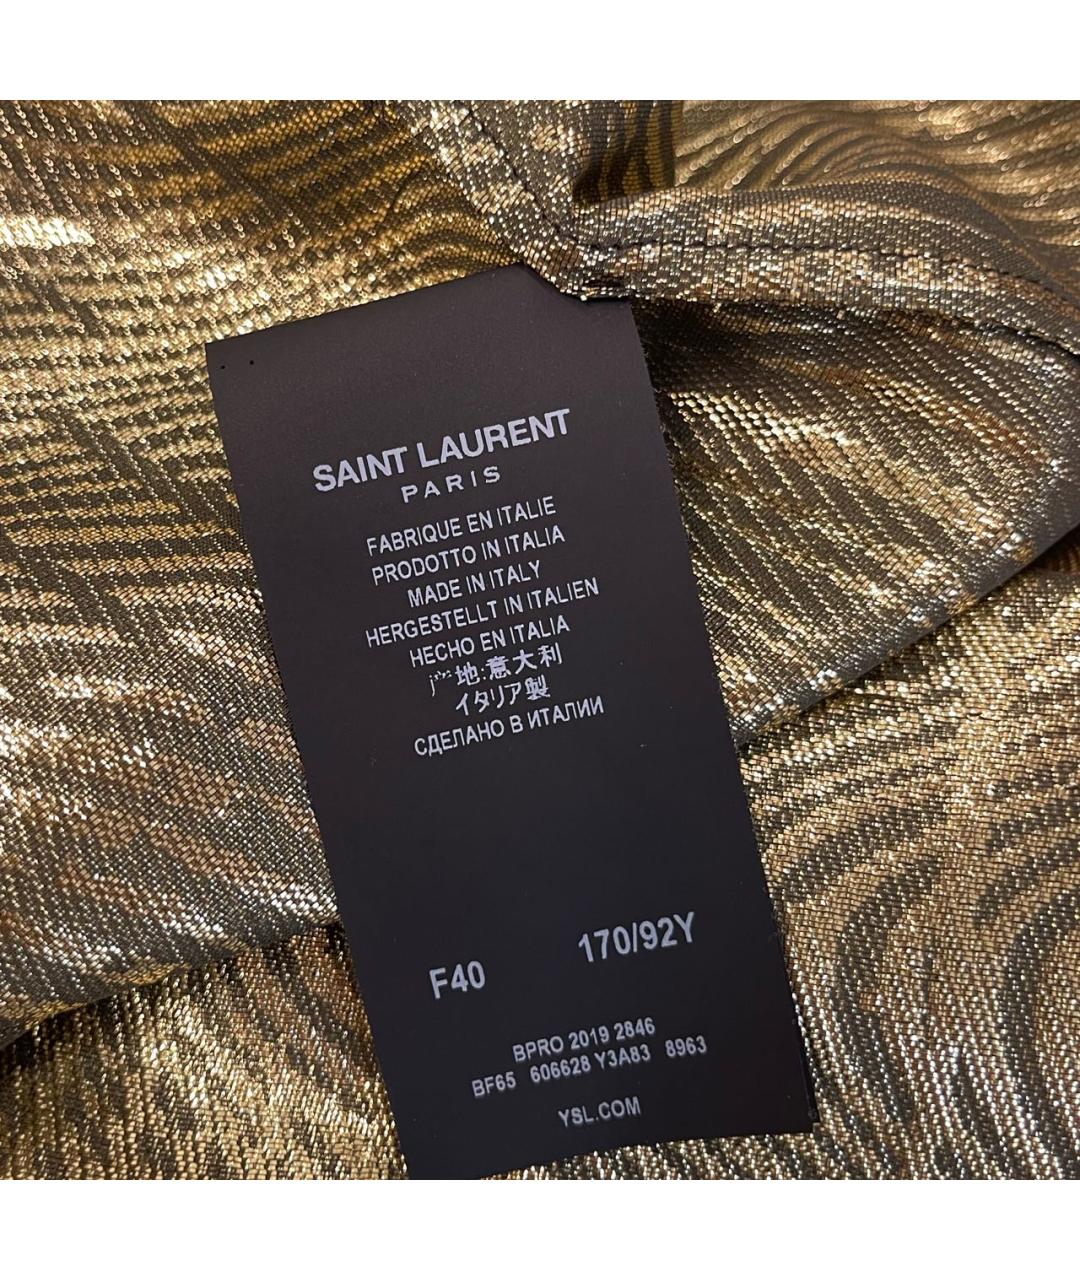 SAINT LAURENT
PARIS
FABRIQUE EN ITALIE
PRODOTTO IN ITALIA
MADE IN ITALY
HERGESTELLT IN ITALIEN
HECHO EN ITALIA
产地:意大利
イタリア製
СДЕЛАНО В ИТАЛИИ
F40 170/92Y
BPRO 2019 2846
BF65 606628 Y3A83 8963
YSL.COM